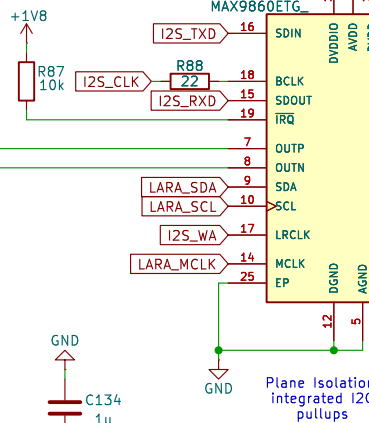 MAX9860ETG_
+1V8
I2S_TXD 16 SDIN
DVDDIO
AVDD
R87
10k
R88
I2S_CLK 22 18 BCLK
I2S_RXD 15 SDOUT
19 IRQ
7 OUTP
8 OUTN
LARA_SDA 9 SDA
LARA_SCL 10 SCL
I2S_WA 17 LRCLK
LARA_MCLK 14 MCLK
25 EP
DGND
AGND
12
5
GND
GND
C134
1u
Plane Isolation
integrated I2C
pullups